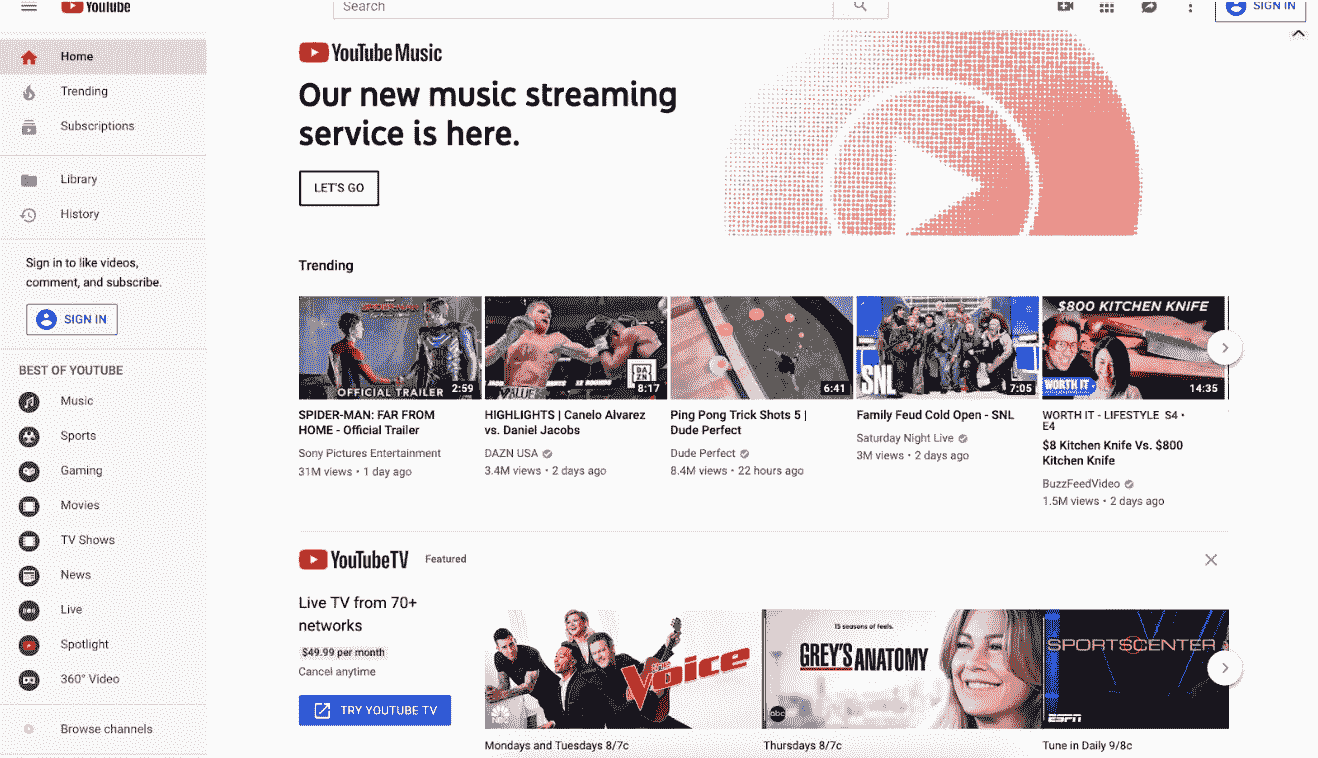 YouTube
Search
SIGN IN
Home
Trending
Subscriptions
Library
History
Sign in to like videos,
comment, and subscribe.
SIGN IN
BEST OF YOUTUBE
Music
Sports
Gaming
Movies
TV Shows
News
Live
Spotlight
360° Video
Browse channels
YouTube Music
Our new music streaming
service is here.
LET'S GO
Trending
OFFICIAL TRAILER
2:59
SPIDER-MAN: FAR FROM
HOME - Official Trailer
Sony Pictures Entertainment
31M views • 1 day ago
DAZN
8:17
HIGHLIGHTS | Canelo Alvarez
vs. Daniel Jacobs
DAZN USA
3.4M views • 2 days ago
6:41
Ping Pong Trick Shots 5 |
Dude Perfect
Dude Perfect
8.4M views • 22 hours ago
SNL
7:05
Family Feud Cold Open - SNL
Saturday Night Live
3M views • 2 days ago
$800 KITCHEN KNIFE
WORTH IT
14:35
WORTH IT - LIFESTYLE S4 •
E4
$8 Kitchen Knife Vs. $800
Kitchen Knife
BuzzFeedVideo
1.5M views • 2 days ago
YouTubeTV
Featured
Live TV from 70+
networks
$49.99 per month
Cancel anytime
TRY YOUTUBE TV
the Voice
NBC
Mondays and Tuesdays 8/7c
15 seasons of feels.
GREY'S ANATOMY
abc
Thursdays 8/7c
SPORTSCENTER
ESPN
Tune in Daily 9/8c